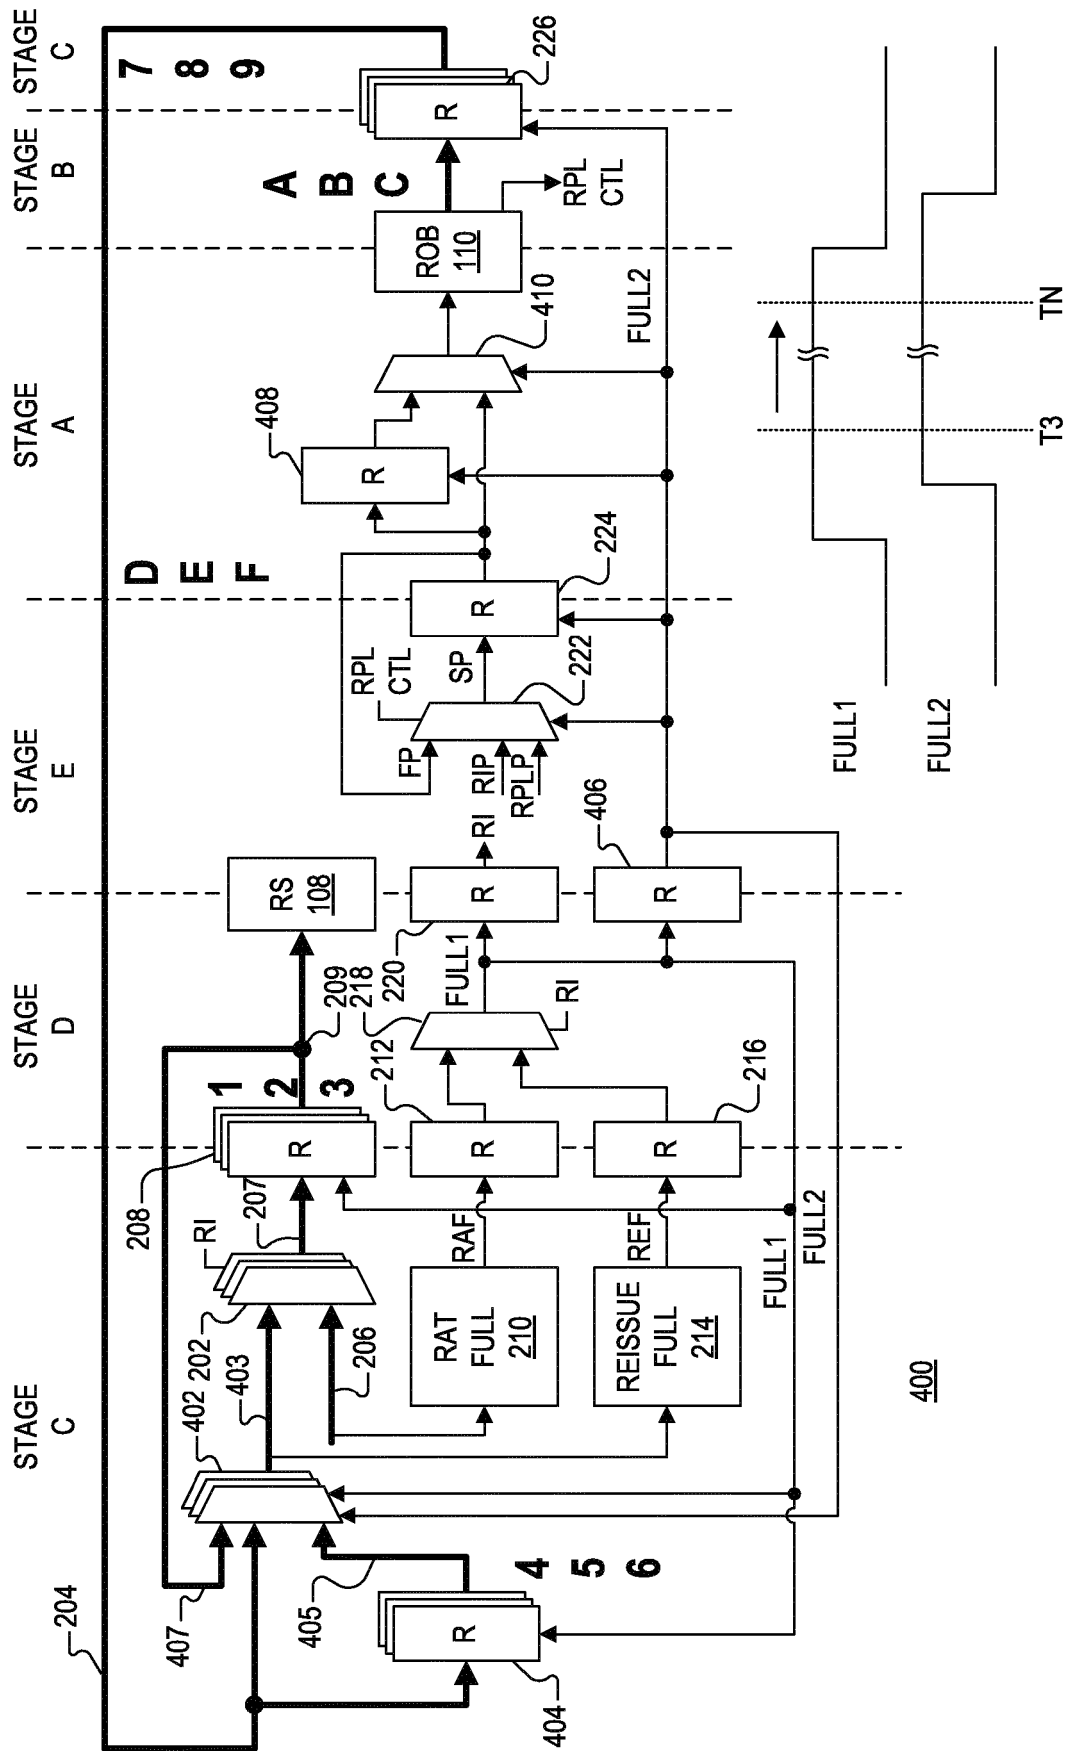 STAGE C
STAGE D
STAGE E
STAGE A
STAGE B
STAGE C
204
407
405
404
R
4 5 6
402
403
202
206
RI
207
208
R
1 2 3
209
RS 108
RAT FULL 210
RAF
212
R
REISSUE FULL 214
REF
216
R
218
RI
FULL1
220
R
RI
406
R
FULL1
FULL2
FP
RIP
RPLP
RPL CTL
222
SP
R
224
D E F
408
R
410
FULL2
ROB 110
RPL CTL
A B C
R
226
7 8 9
FULL1
FULL2
T3
TN
400